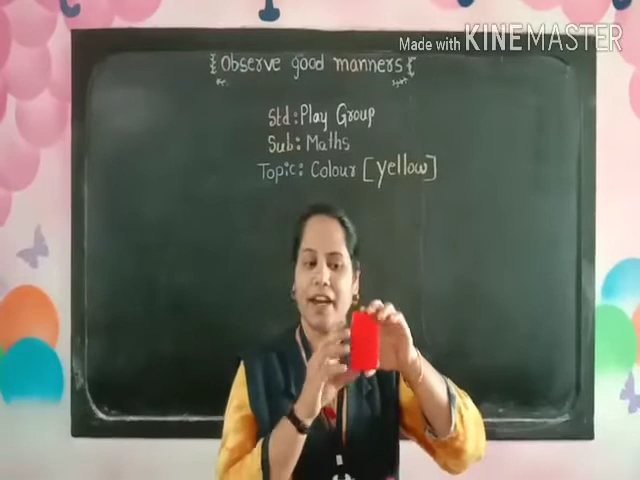 Made with KINEMASTER
Observe good manners
Std: Play Group
Sub: Maths
Topic: Colour [yellow]